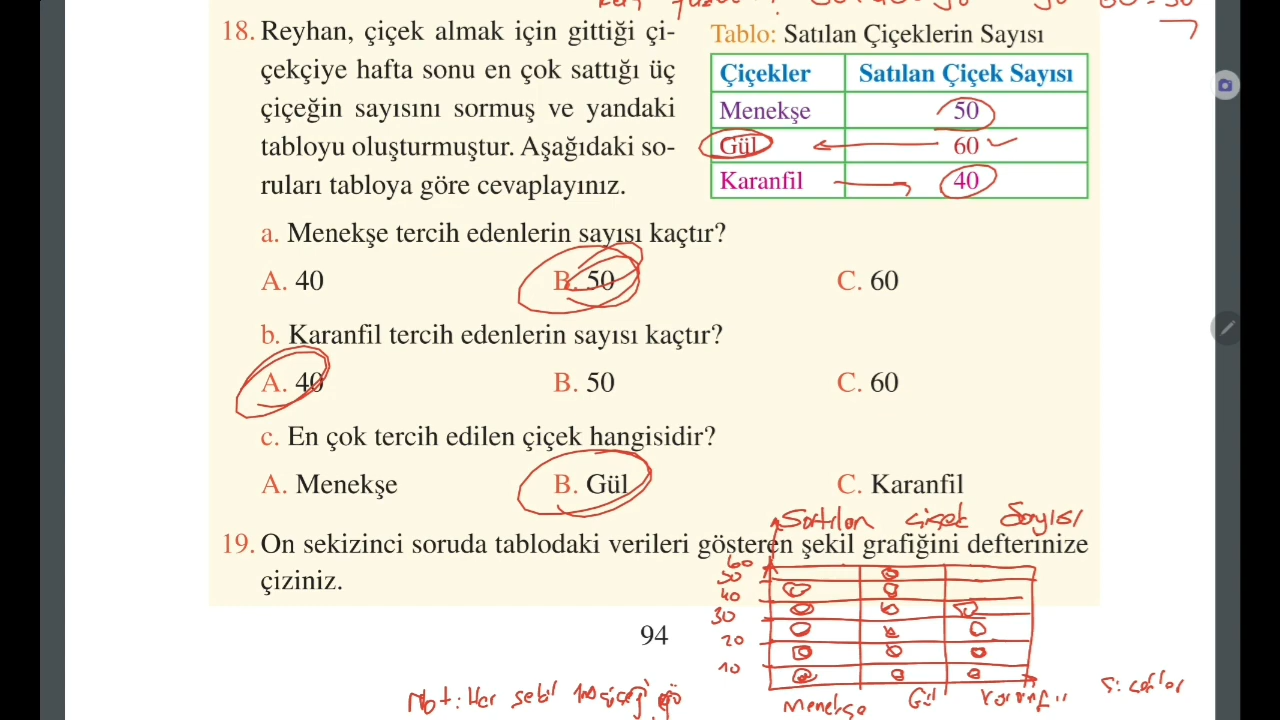 18. Reyhan, çiçek almak için gittiği çi-
çekçiye hafta sonu en çok sattığı üç
çiçeğin sayısını sormuş ve yandaki
tabloyu oluşturmuştur. Aşağıdaki so-
ruları tabloya göre cevaplayınız.
Tablo: Satılan Çiçeklerin Sayısı
Çiçekler Satılan Çiçek Sayısı
Menekşe 50
Gül 60
Karanfil 40
a. Menekşe tercih edenlerin sayısı kaçtır?
A. 40 B. 50 C. 60
b. Karanfil tercih edenlerin sayısı kaçtır?
A. 40 B. 50 C. 60
c. En çok tercih edilen çiçek hangisidir?
A. Menekşe B. Gül C. Karanfil
19. On sekizinci soruda tablodaki verileri gösteren şekil grafiğini defterinize
çiziniz.
Satılan çiçek Sayısı
60
50
40
30
20
10
Menekşe Gül
94
Not: Her şekil